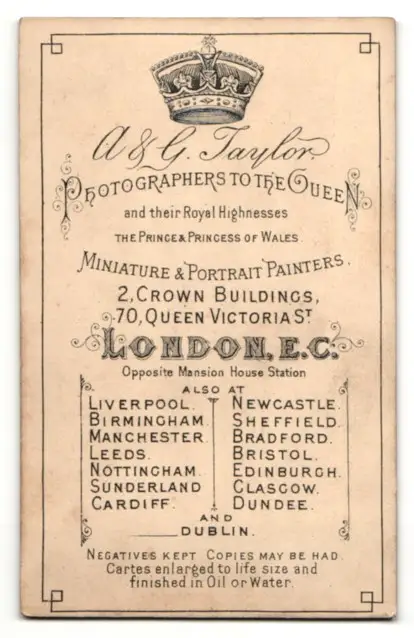 A & G. Taylor
PHOTOGRAPHERS TO THE QUEEN
and their Royal Highnesses
THE PRINCE & PRINCESS OF WALES.
MINIATURE & PORTRAIT PAINTERS.
2, CROWN BUILDINGS,
70, QUEEN VICTORIA ST
LONDON, E.C.
Opposite Mansion House Station
ALSO AT
LIVERPOOL. NEWCASTLE.
BIRMINGHAM. SHEFFIELD.
MANCHESTER. BRADFORD.
LEEDS. BRISTOL.
NOTTINGHAM. EDINBURGH.
SUNDERLAND GLASGOW.
CARDIFF. DUNDEE.
AND
DUBLIN.
NEGATIVES KEPT COPIES MAY BE HAD.
Cartes enlarged to life size and
finished in Oil or Water.